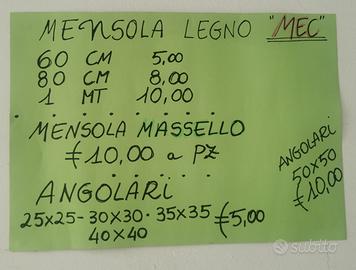 MENSOLA LEGNO "MEC"
60 CM 5,00
80 CM 8,00
1 MT 10,00
MENSOLA MASSELLO
€10,00 a PZ
ANGOLARI
25x25-30x30-35x35 €5,00
40x40
ANGOLARI
50x50
€10,00
subito